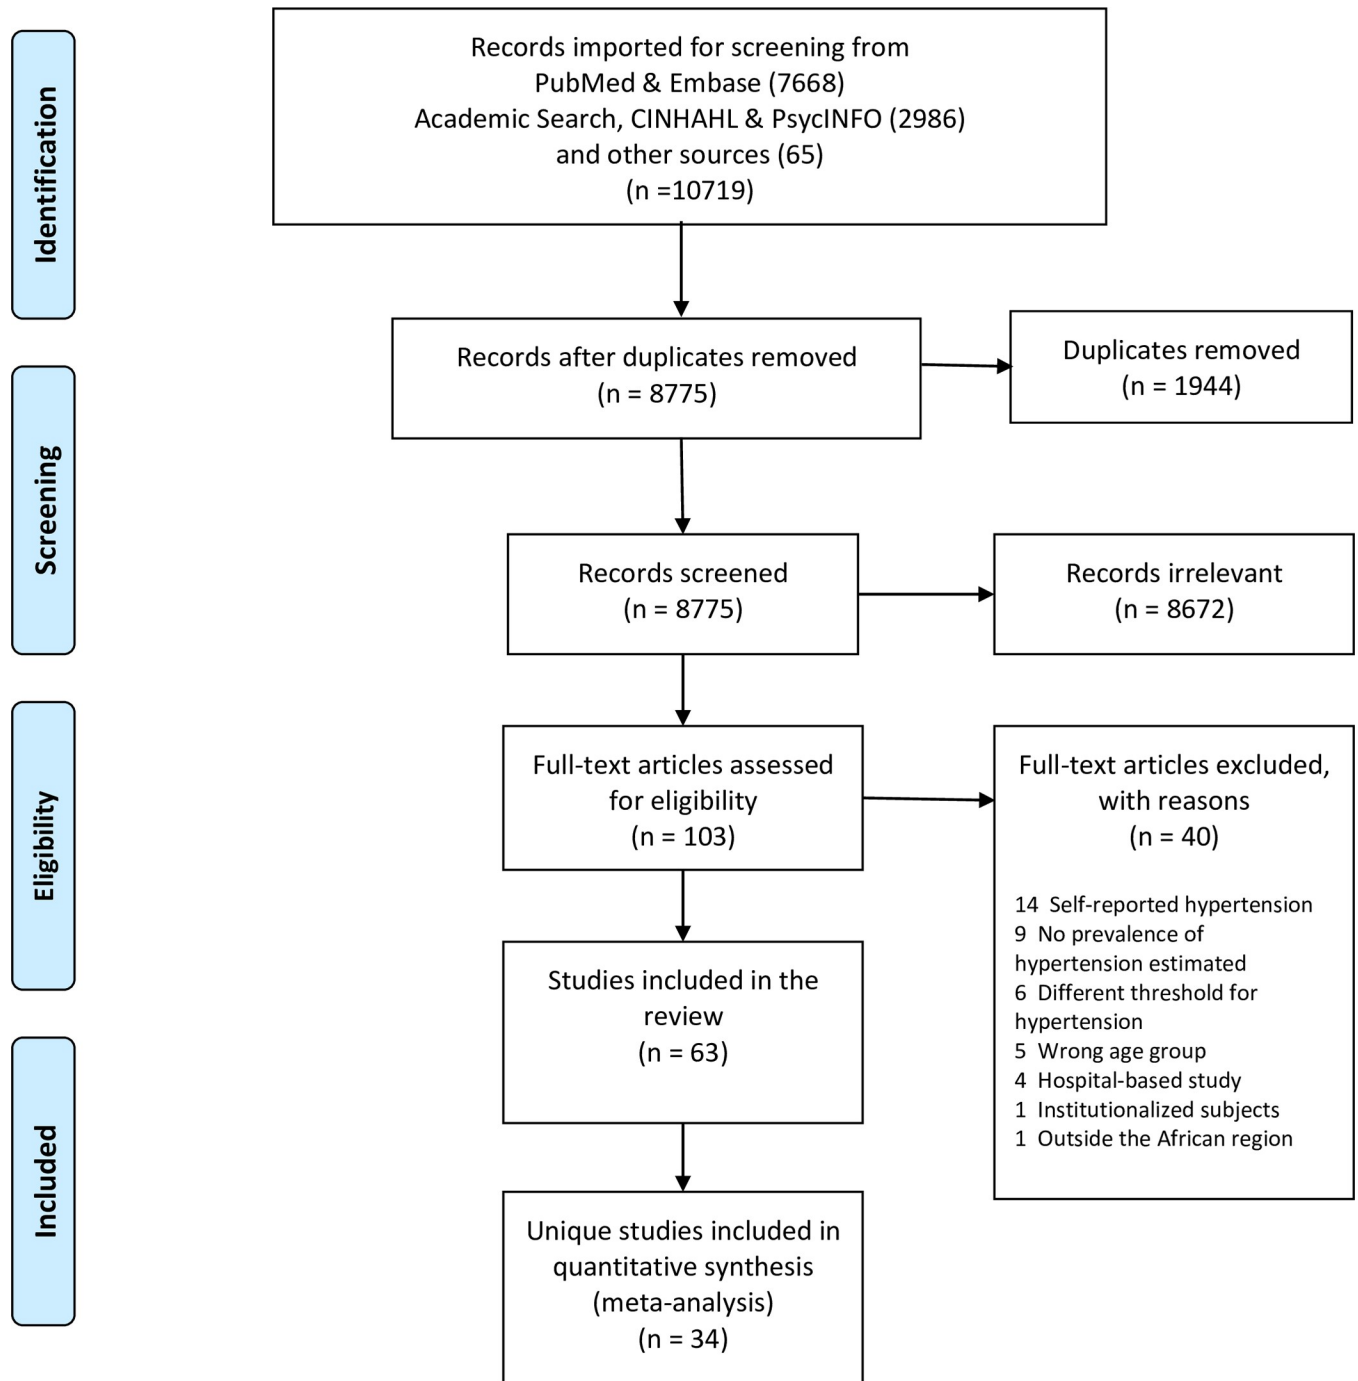 Identification
Records imported for screening from
PubMed & Embase (7668)
Academic Search, CINHAHL & PsycINFO (2986)
and other sources (65)
(n =10719)
Records after duplicates removed
(n = 8775)
Duplicates removed
(n = 1944)
Screening
Records screened
(n = 8775)
Records irrelevant
(n = 8672)
Eligibility
Full-text articles assessed
for eligibility
(n = 103)
Full-text articles excluded,
with reasons
(n = 40)
14 Self-reported hypertension
9 No prevalence of
hypertension estimated
6 Different threshold for
hypertension
5 Wrong age group
4 Hospital-based study
1 Institutionalized subjects
1 Outside the African region
Studies included in the
review
(n = 63)
Included
Unique studies included in
quantitative synthesis
(meta-analysis)
(n = 34)